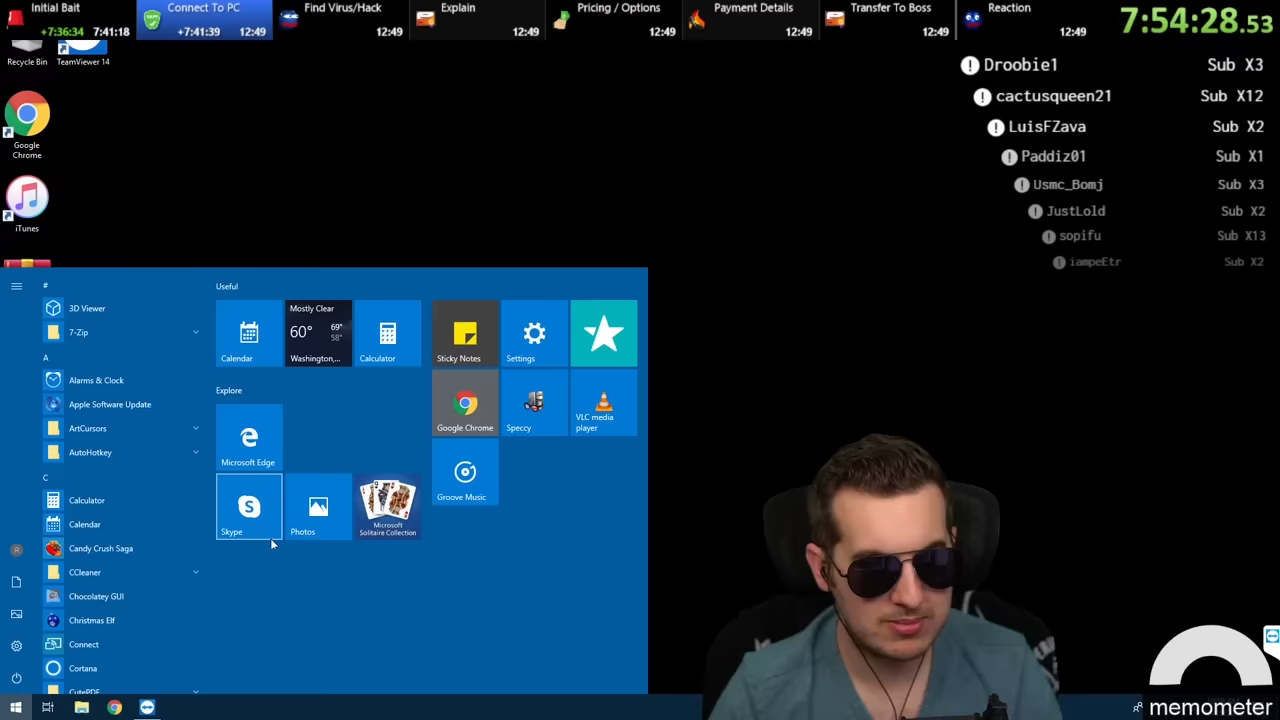 Initial Bait
+7:36:34 7:41:18
Connect To PC
+7:41:39 12:49
Find Virus/Hack
12:49
Explain
12:49
Pricing / Options
12:49
Payment Details
12:49
Transfer To Boss
12:49
Reaction
12:49
7:54:28.53
Recycle Bin
TeamViewer 14
Google
Chrome
iTunes
Droobie1 Sub X3
cactusqueen21 Sub X12
LuisFZava Sub X2
Paddiz01 Sub X1
Usmc_Bomj Sub X3
JustLold Sub X2
sopifu Sub X13
iampeEtr Sub X2
#
3D Viewer
7-Zip
A
Alarms & Clock
Apple Software Update
ArtCursors
AutoHotkey
C
Calculator
Calendar
Candy Crush Saga
CCleaner
Chocolatey GUI
Christmas Elf
Connect
Cortana
CutePDF
Useful
Calendar
Mostly Clear
60° 69°
58°
Washington,...
Calculator
Explore
Microsoft Edge
S
Skype
Photos
Microsoft
Solitaire Collection
Sticky Notes
Settings
Google Chrome
Speccy
VLC media
player
Groove Music
memometer